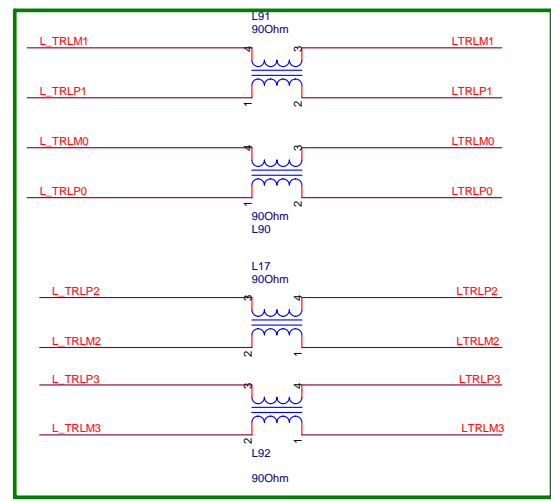 L91
90Ohm
L_TRLM1
4
3
LTRLM1
L_TRLP1
1
2
LTRLP1
L_TRLM0
4
3
LTRLM0
L_TRLP0
1
2
LTRLP0
90Ohm
L90
L17
90Ohm
L_TRLP2
3
4
LTRLP2
L_TRLM2
2
1
LTRLM2
L_TRLP3
3
4
LTRLP3
L_TRLM3
2
1
LTRLM3
L92
90Ohm